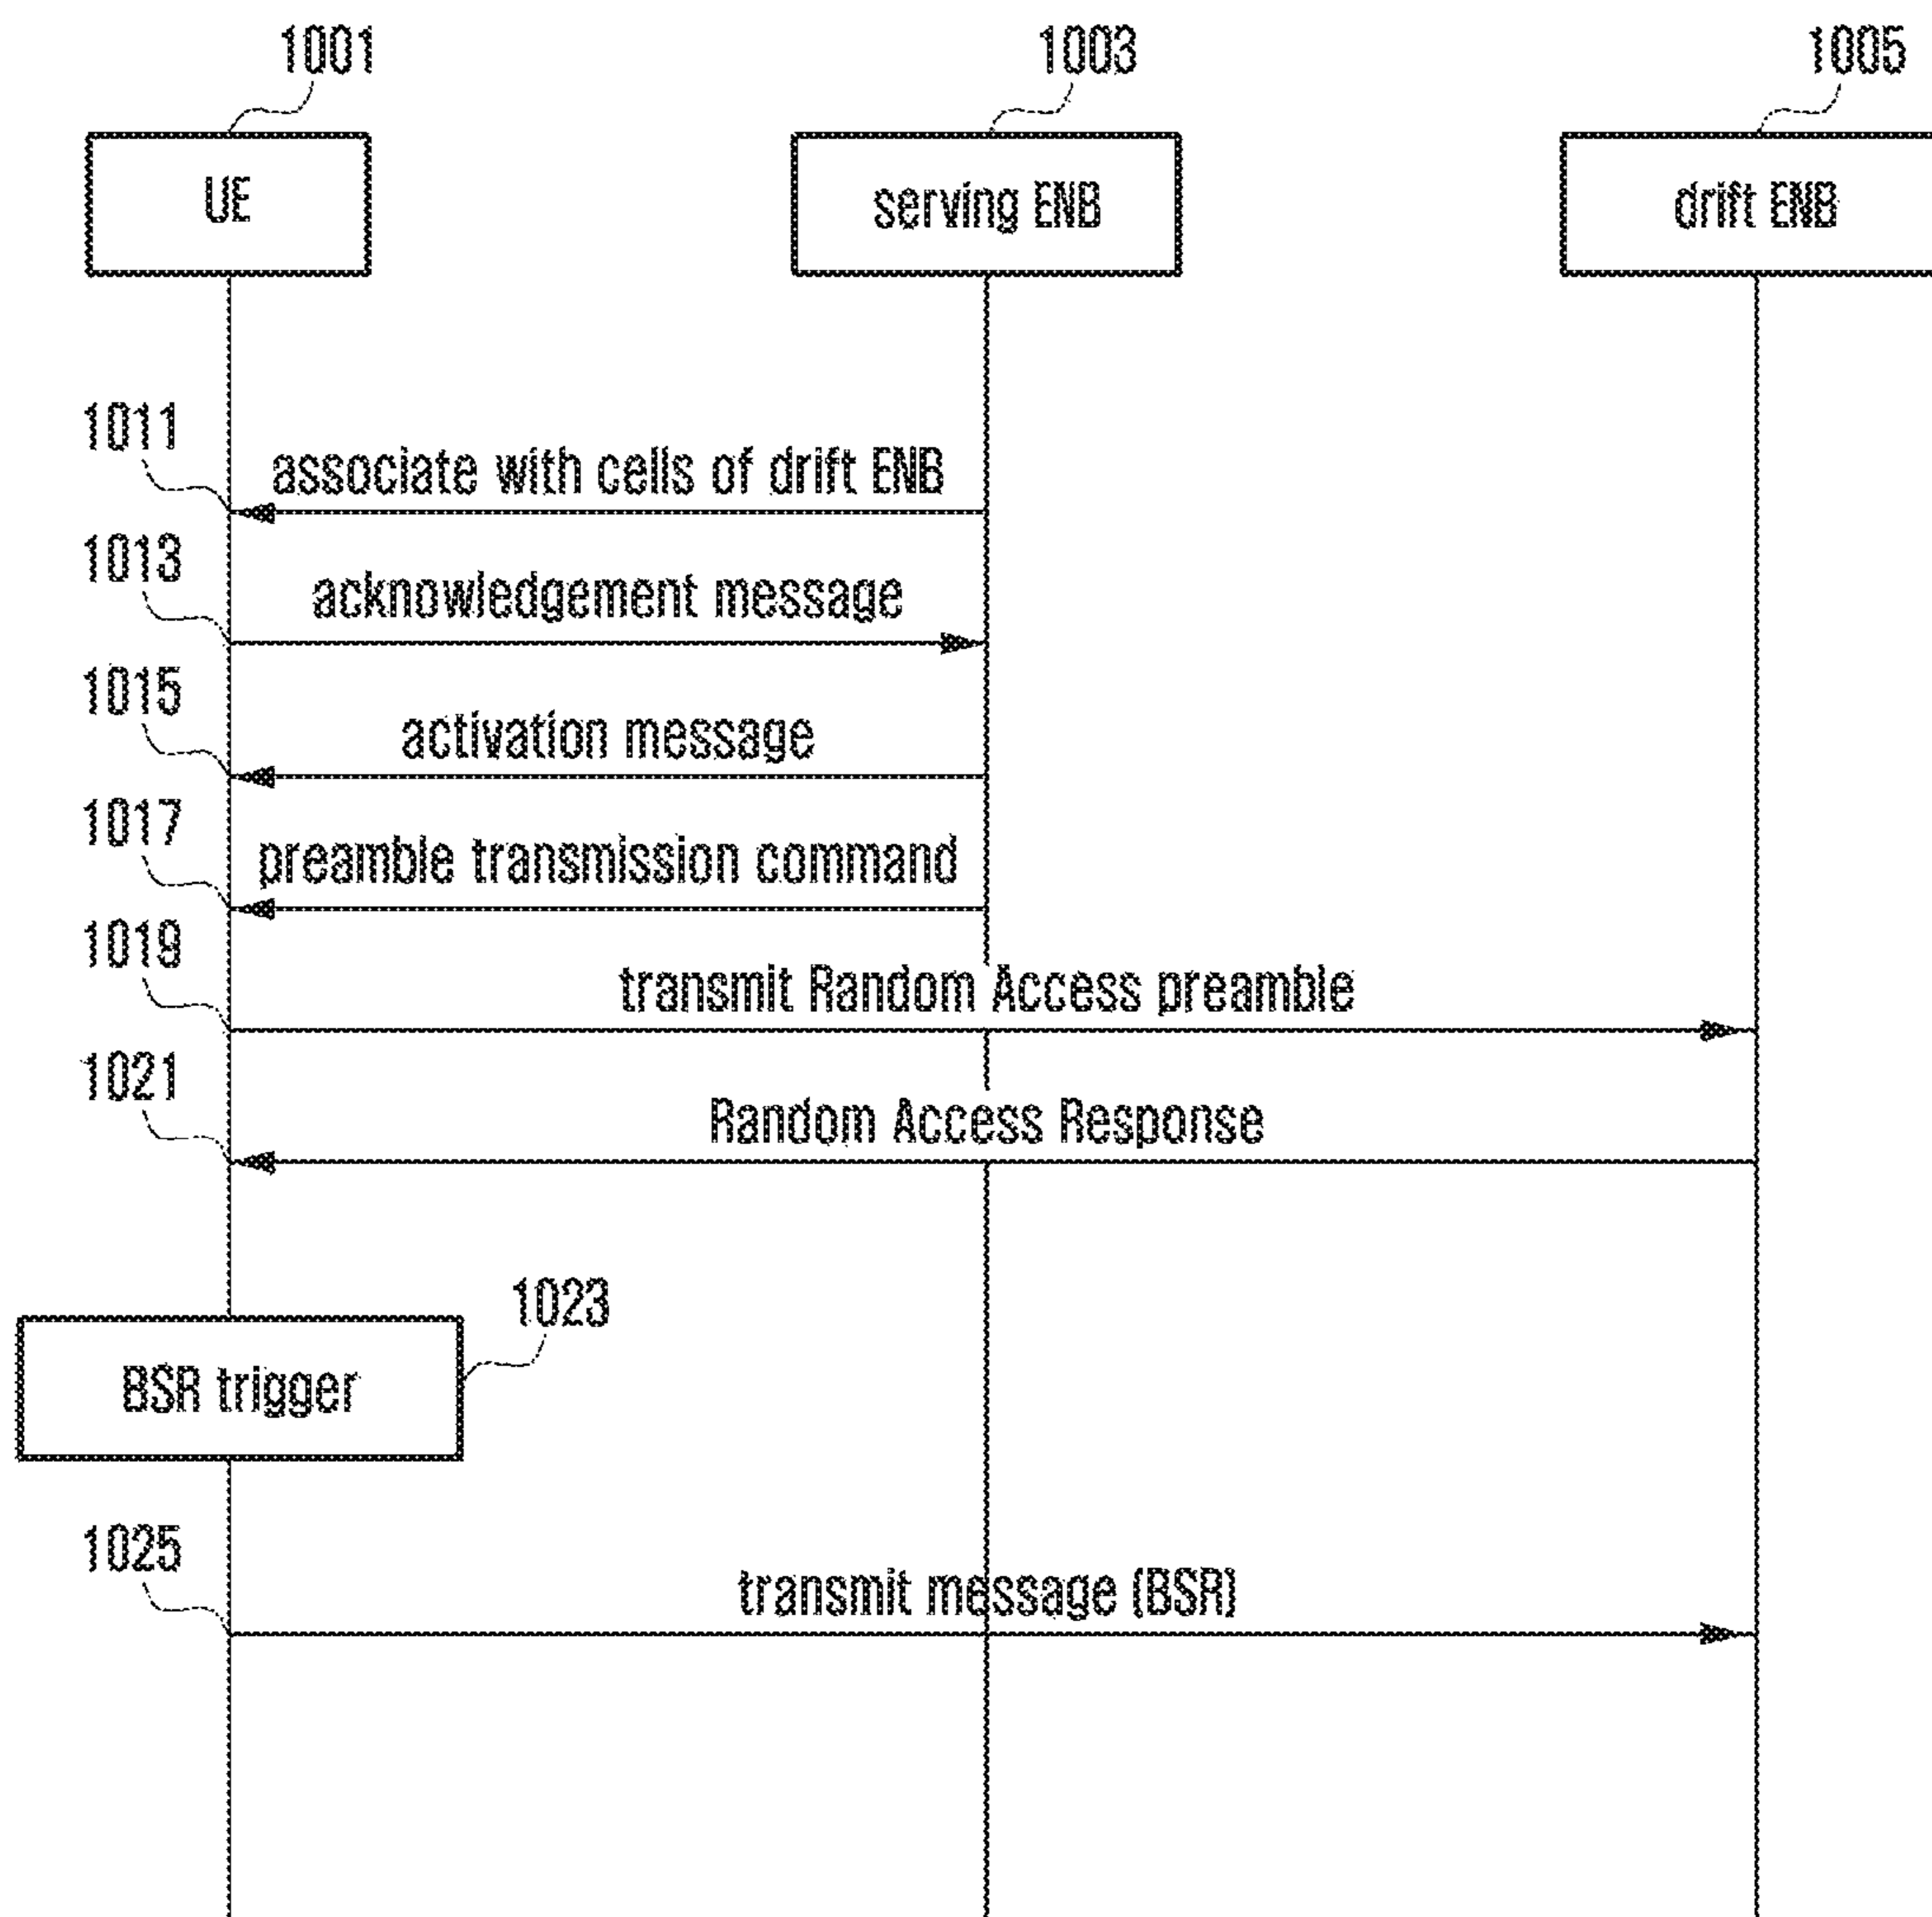 1001
1003
1005
UE
serving ENB
drift ENB
1011
associate with cells of drift ENB
1013
acknowledgement message
1015
activation message
1017
preamble transmission command
1019
transmit Random Access preamble
1021
Random Access Response
1023
BSR trigger
1025
transmit message (BSR)